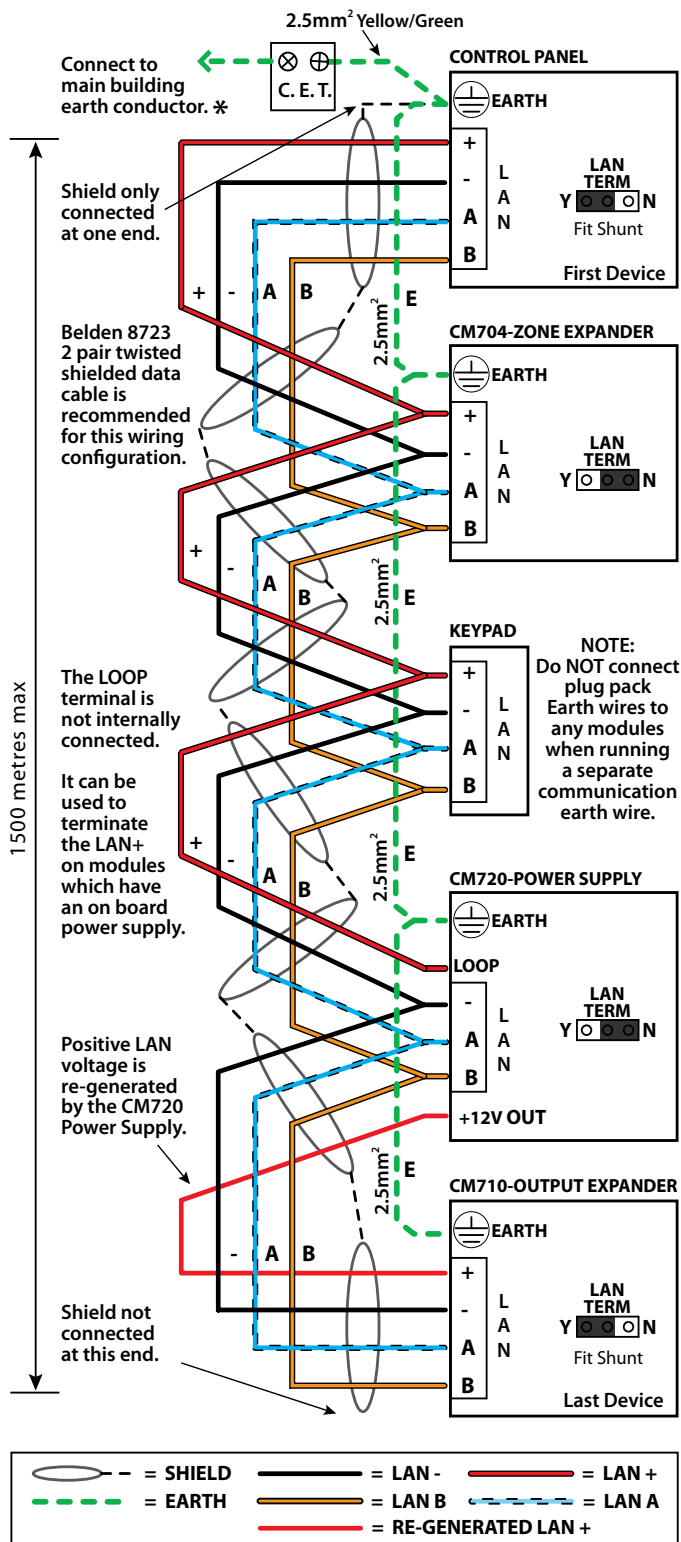 2.5mm² Yellow/Green
Connect to
main building
earth conductor. *
C. E. T.
CONTROL PANEL
EARTH
+
-
A
B
L
A
N
LAN
TERM
Y
N
Fit Shunt
First Device
Shield only
connected
at one end.
+
-
A
B
2.5mm²
E
Belden 8723
2 pair twisted
shielded data
cable is
recommended
for this wiring
configuration.
CM704-ZONE EXPANDER
EARTH
+
-
A
B
L
A
N
LAN
TERM
Y
N
+
-
A
B
2.5mm²
E
1500 metres max
KEYPAD
+
-
A
B
L
A
N
NOTE:
Do NOT connect
plug pack
Earth wires to
any modules
when running
a separate
communication
earth wire.
The LOOP
terminal is
not internally
connected.
It can be
used to
terminate
the LAN+
on modules
which have
an on board
power supply.
+
-
A
B
2.5mm²
E
CM720-POWER SUPPLY
EARTH
LOOP
-
A
B
L
A
N
LAN
TERM
Y
N
+12V OUT
Positive LAN
voltage is
re-generated
by the CM720
Power Supply.
-
A
B
2.5mm²
E
CM710-OUTPUT EXPANDER
EARTH
+
-
A
B
L
A
N
LAN
TERM
Y
N
Fit Shunt
Last Device
Shield not
connected
at this end.
= SHIELD
= LAN -
= LAN +
= EARTH
= LAN B
= LAN A
= RE-GENERATED LAN +